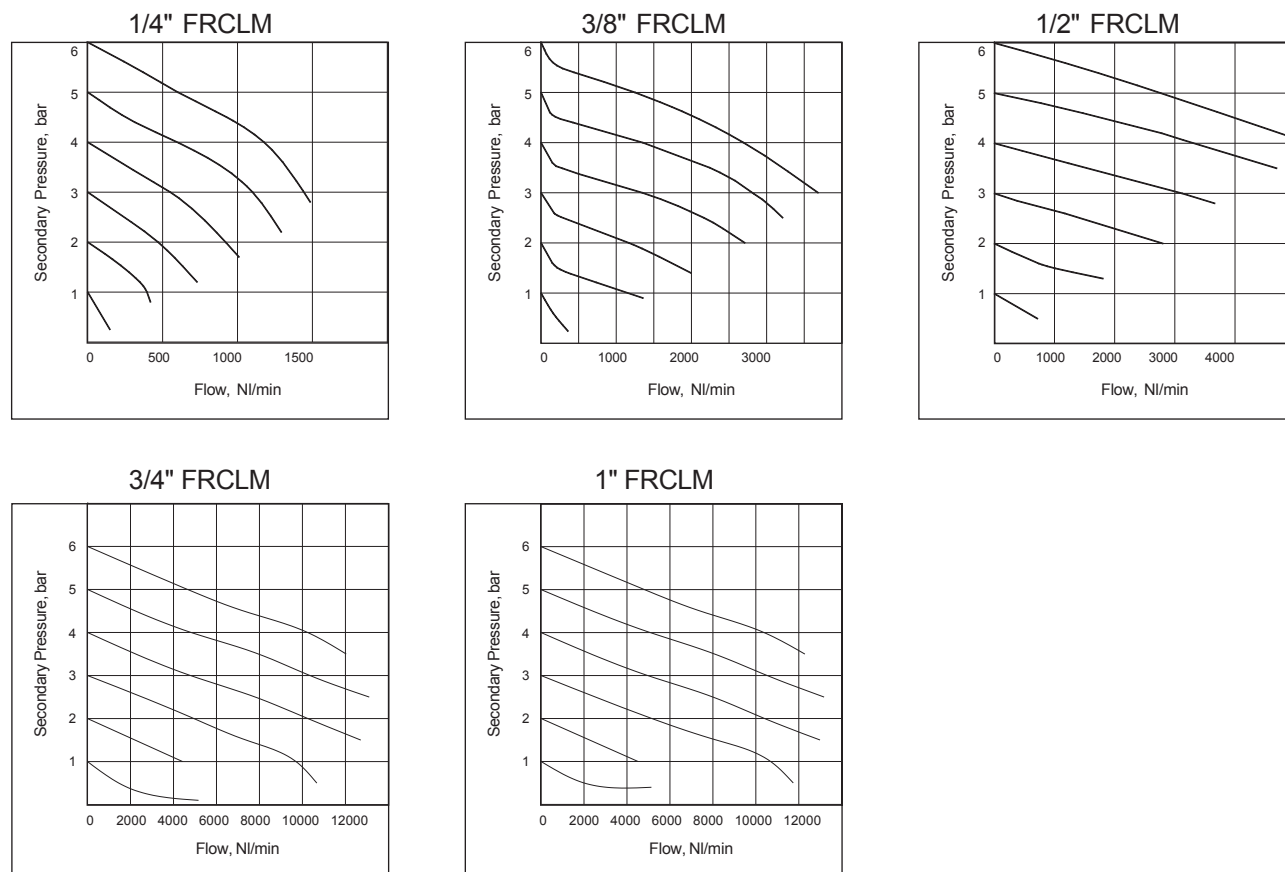 1/4" FRCLM
6
5
4
3
2
1
Secondary Pressure, bar
0 500 1000 1500
Flow, Nl/min
3/8" FRCLM
6
5
4
3
2
1
Secondary Pressure, bar
0 1000 2000 3000
Flow, Nl/min
1/2" FRCLM
6
5
4
3
2
1
Secondary Pressure, bar
0 1000 2000 3000 4000
Flow, Nl/min
3/4" FRCLM
6
5
4
3
2
1
Secondary Pressure, bar
0 2000 4000 6000 8000 10000 12000
Flow, Nl/min
1" FRCLM
6
5
4
3
2
1
Secondary Pressure, bar
0 2000 4000 6000 8000 10000 12000
Flow, Nl/min